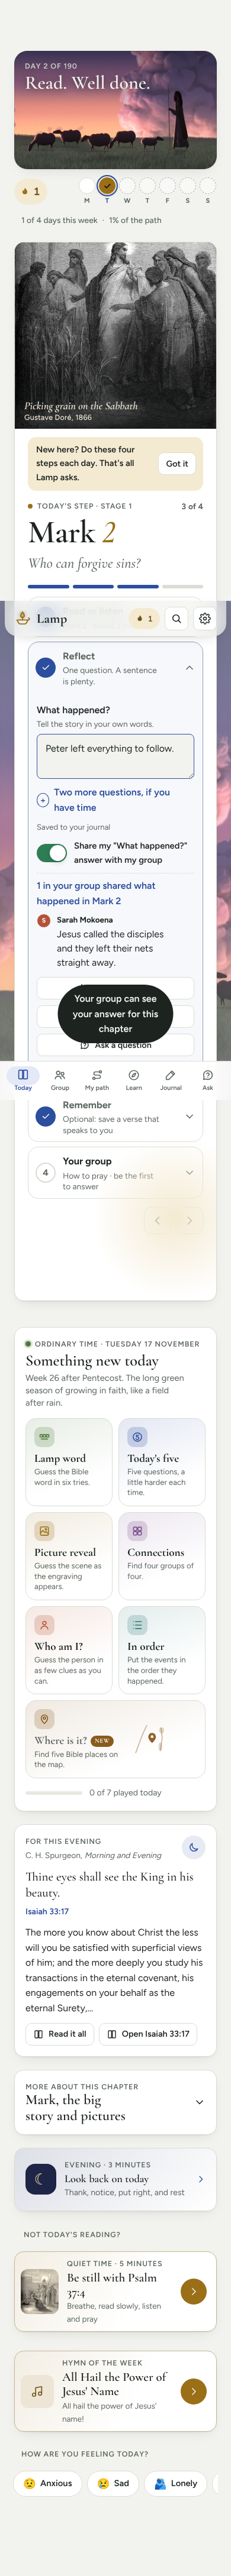 DAY 2 OF 190
Read. Well done.
1
M T W T F S S
1 of 4 days this week · 1% of the path
Picking grain on the Sabbath
Gustave Doré, 1866
New here? Do these four
steps each day. That's all
Lamp asks.
Got it
TODAY'S STEP · STAGE 1
3 of 4
Mark 2
Who can forgive sins?
Lamp
1
Reflect
One question. A sentence
is plenty.
What happened?
Tell the story in your own words.
Peter left everything to follow.
Two more questions, if you
have time
Saved to your journal
Share my "What happened?"
answer with my group
1 in your group shared what
happened in Mark 2
S
Sarah Mokoena
Jesus called the disciples
and they left their nets
straight away.
Your group can see
your answer for this
chapter
Ask a question
Today
Group
My path
Learn
Journal
Ask
Remember
Optional: save a verse that
speaks to you
4
Your group
How to pray · be the first
to answer
ORDINARY TIME · TUESDAY 17 NOVEMBER
Something new today
Week 26 after Pentecost. The long green
season of growing in faith, like a field
after rain.
Lamp word
Guess the Bible
word in six tries.
5
Today's five
Five questions, a
little harder each
time.
Picture reveal
Guess the scene as
the engraving
appears.
Connections
Find four groups of
four.
Who am I?
Guess the person in
as few clues as you
can.
In order
Put the events in
the order they
happened.
Where is it? NEW
Find five Bible places on
the map.
0 of 7 played today
FOR THIS EVENING
C. H. Spurgeon, Morning and Evening
Thine eyes shall see the King in his
beauty.
Isaiah 33:17
The more you know about Christ the less
will you be satisfied with superficial views
of him; and the more deeply you study his
transactions in the eternal covenant, his
engagements on your behalf as the
eternal Surety,...
Read it all
Open Isaiah 33:17
MORE ABOUT THIS CHAPTER
Mark, the big
story and pictures
EVENING · 3 MINUTES
Look back on today
Thank, notice, put right, and rest
NOT TODAY'S READING?
QUIET TIME · 5 MINUTES
Be still with Psalm
37:4
Breathe, read slowly, listen
and pray
HYMN OF THE WEEK
All Hail the Power of
Jesus' Name
All hail the power of Jesus'
name!
HOW ARE YOU FEELING TODAY?
Anxious
Sad
Lonely